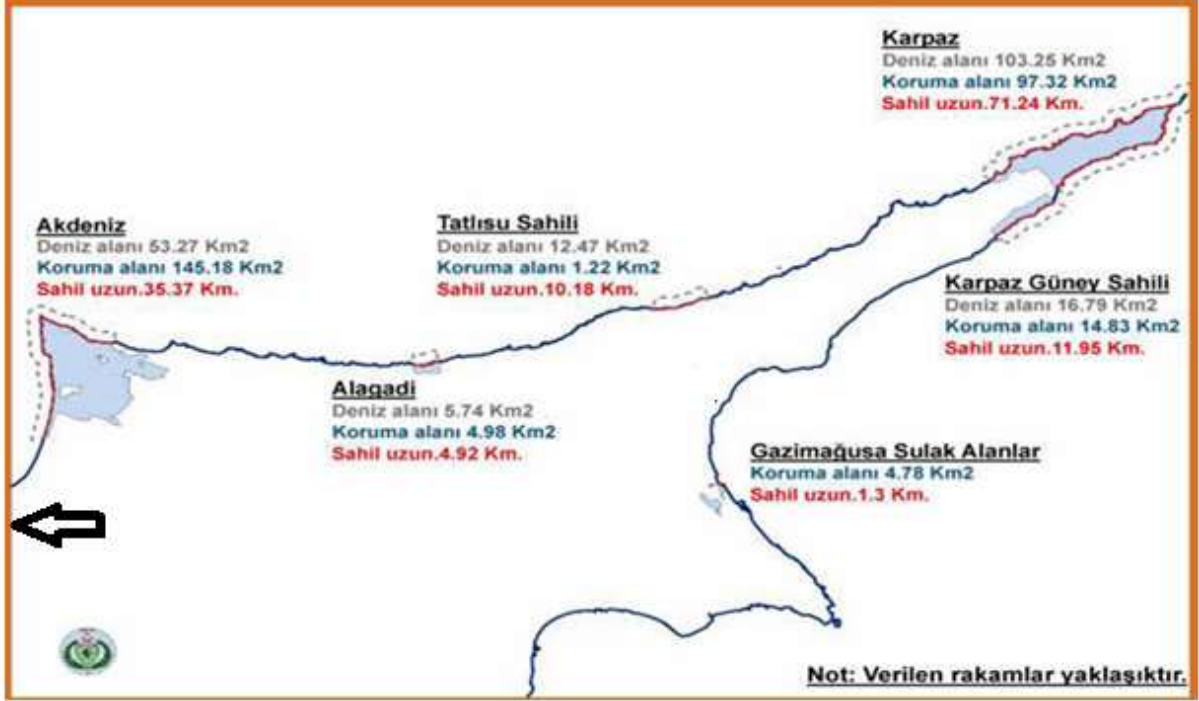 Karpaz
Deniz alanı 103.25 Km2
Koruma alanı 97.32 Km2
Sahil uzun.71.24 Km.
Akdeniz
Deniz alanı 53.27 Km2
Koruma alanı 145.18 Km2
Sahil uzun.35.37 Km.
Tatlısu Sahili
Deniz alanı 12.47 Km2
Koruma alanı 1.22 Km2
Sahil uzun.10.18 Km.
Karpaz Güney Sahili
Deniz alanı 16.79 Km2
Koruma alanı 14.83 Km2
Sahil uzun.11.95 Km.
Alagadi
Deniz alanı 5.74 Km2
Koruma alanı 4.98 Km2
Sahil uzun.4.92 Km.
Gazimağusa Sulak Alanlar
Koruma alanı 4.78 Km2
Sahil uzun.1.3 Km.
Not: Verilen rakamlar yaklaşıktır.